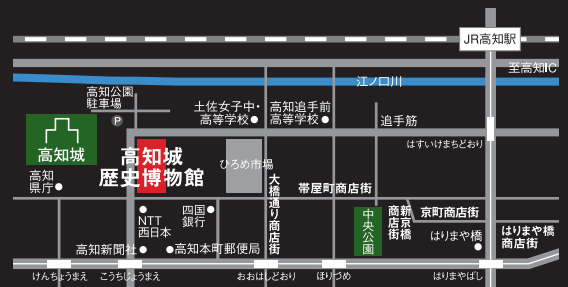 JR高知駅
至高知IC
江ノ口川
高知公園
駐車場
P
土佐女子中・
高等学校
高知追手前
高等学校
追手筋
はすいけまちどおり
高知城
高知城
歴史博物館
ひろめ市場
高知
県庁
大橋通り商店街
帯屋町商店街
中央公園
新京橋
商店街
京町商店街
はりまや橋
はりまや橋
商店街
NTT
西日本
四国
銀行
高知新聞社
高知本町郵便局
けんちょうまえ
こうちじょうまえ
おおはしどおり
ほりづめ
はりまやばし